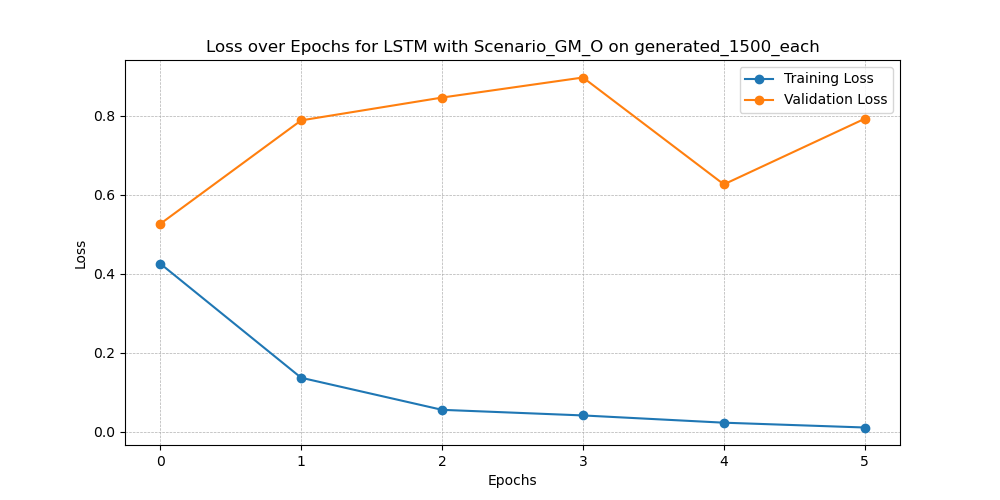 Loss over Epochs for LSTM with Scenario_GM_O on generated_1500_each
Training Loss
Validation Loss
0.8
0.6
0.4
0.2
0.0
Loss
0 1 2 3 4 5
Epochs